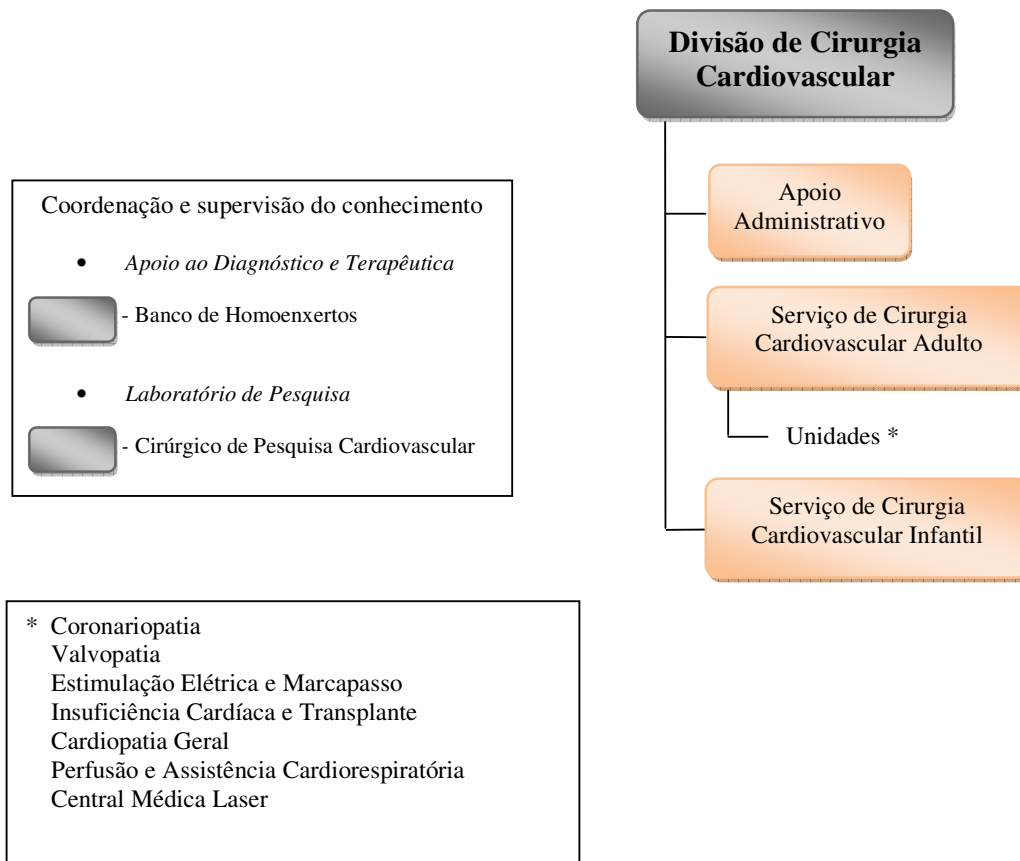 Divisão de Cirurgia
Cardiovascular
Apoio
Administrativo
Serviço de Cirurgia
Cardiovascular Adulto
Unidades *
Serviço de Cirurgia
Cardiovascular Infantil
Coordenação e supervisão do conhecimento
• Apoio ao Diagnóstico e Terapêutica
- Banco de Homoenxertos
• Laboratório de Pesquisa
- Cirúrgico de Pesquisa Cardiovascular
* Coronariopatia
Valvopatia
Estimulação Elétrica e Marcapasso
Insuficiência Cardíaca e Transplante
Cardiopatia Geral
Perfusão e Assistência Cardiorespiratória
Central Médica Laser